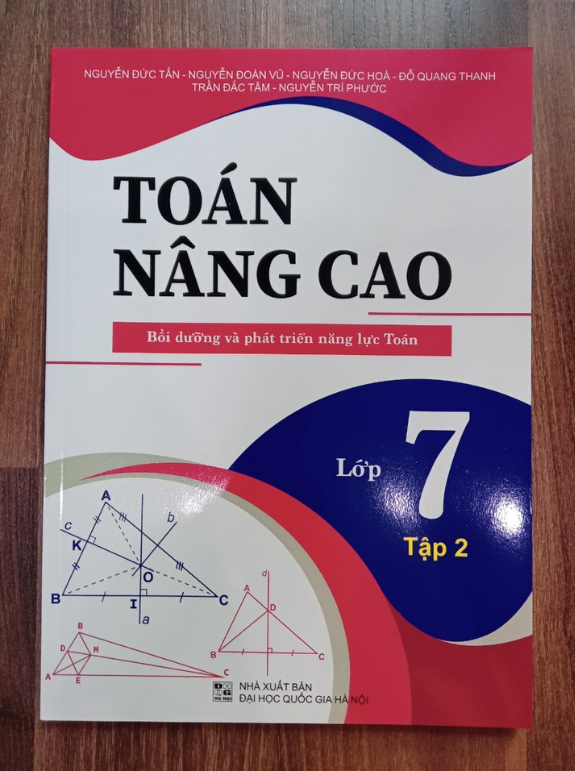 NGUYỄN ĐỨC TẤN - NGUYỄN ĐOÀN VŨ - NGUYỄN ĐỨC HOÀ - ĐỖ QUANG THANH
TRẦN ĐẮC TÂM - NGUYỄN TRÍ PHƯỚC
TOÁN
NÂNG CAO
Bồi dưỡng và phát triển năng lực Toán
Lớp 7
Tập 2
A
c
b
K
O
B
I
C
a
d
A
D
B
C
B
D
M
A
E
C
NHÀ XUẤT BẢN
ĐẠI HỌC QUỐC GIA HÀ NỘI